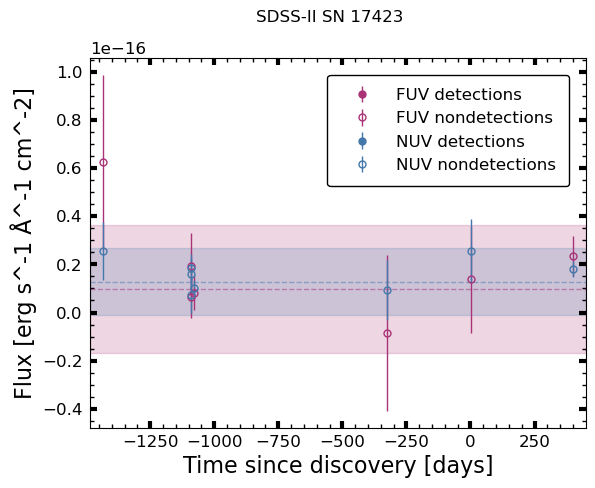 SDSS-II SN 17423
1e−16
1.0
0.8
0.6
0.4
0.2
0.0
−0.2
−0.4
Flux [erg s^-1 Å^-1 cm^-2]
FUV detections
FUV nondetections
NUV detections
NUV nondetections
−1250 −1000 −750 −500 −250 0 250
Time since discovery [days]